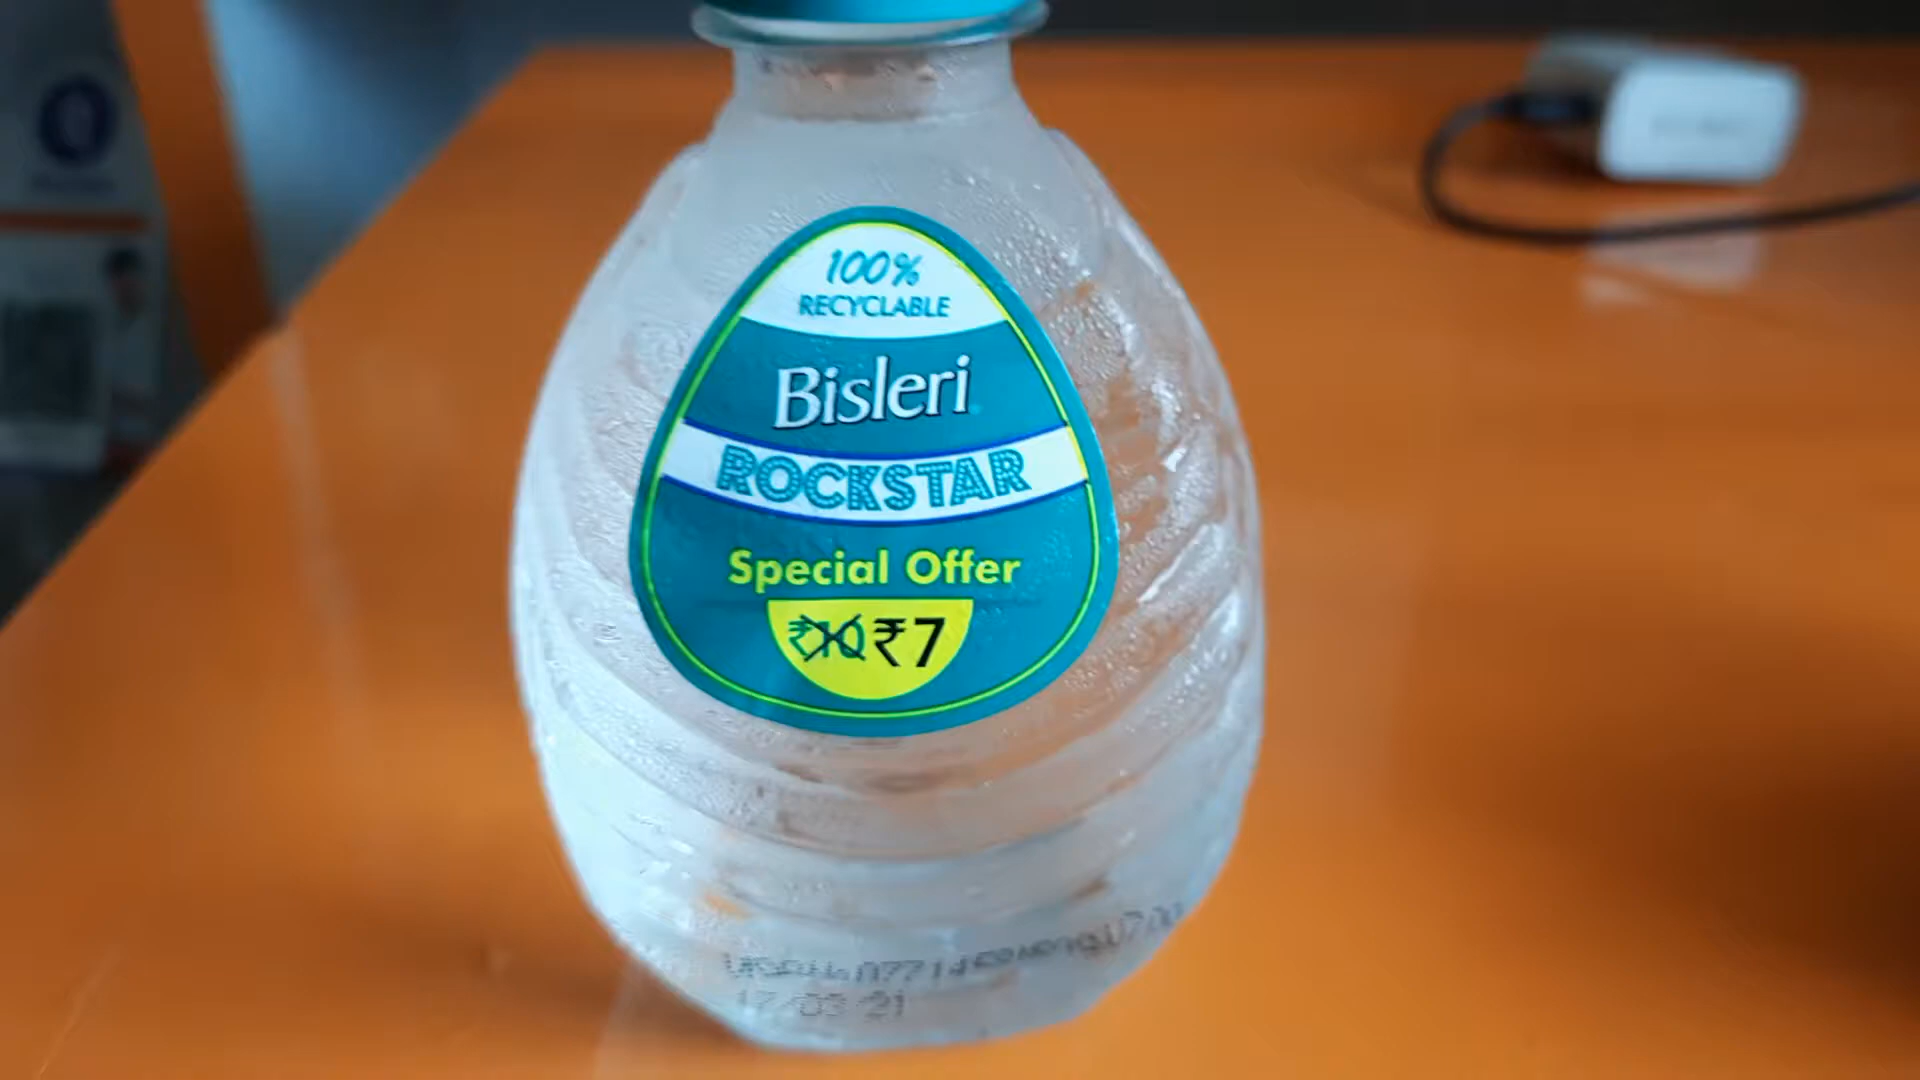 100%
RECYCLABLE
Bisleri
ROCKSTAR
Special Offer
₹10 ₹7
17/03/21